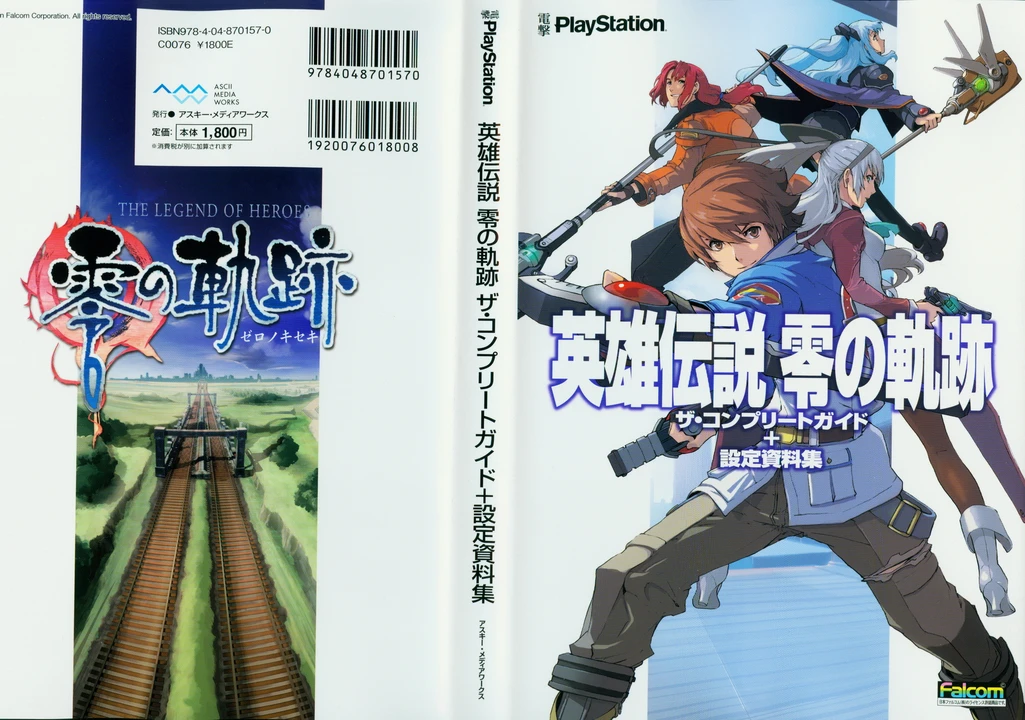 n Falcom Corporation. All rights reserved.
ISBN978-4-04-870157-0
C0076 ¥1800E
9784048701570
ASCII
MEDIA
WORKS
発行● アスキー・メディアワークス
定価: 本体 1,800円
※消費税が別に加算されます
1920076018008
THE LEGEND OF HEROES
零の軌跡
ゼロノキセキ
電撃PlayStation 英雄伝説 零の軌跡 ザ・コンプリートガイド+設定資料集 アスキー・メディアワークス
電撃PlayStation
英雄伝説 零の軌跡
ザ・コンプリートガイド
+
設定資料集
Falcom